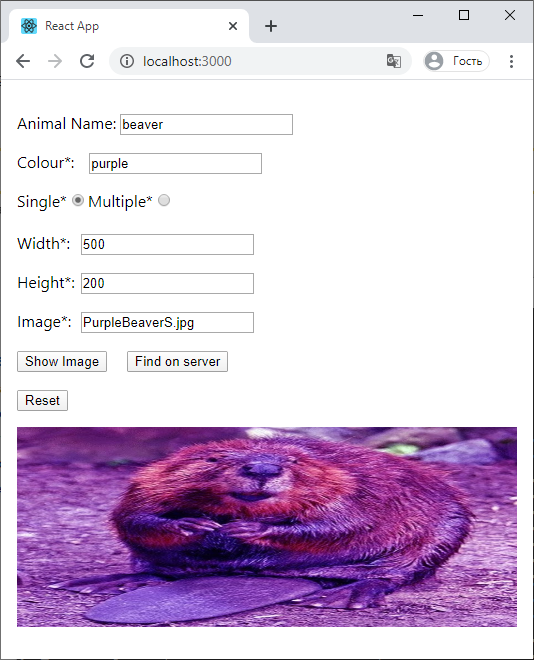 React App
localhost:3000
Гость
Animal Name: beaver
Colour*: purple
Single* Multiple*
Width*: 500
Height*: 200
Image*: PurpleBeaverS.jpg
Show Image Find on server
Reset